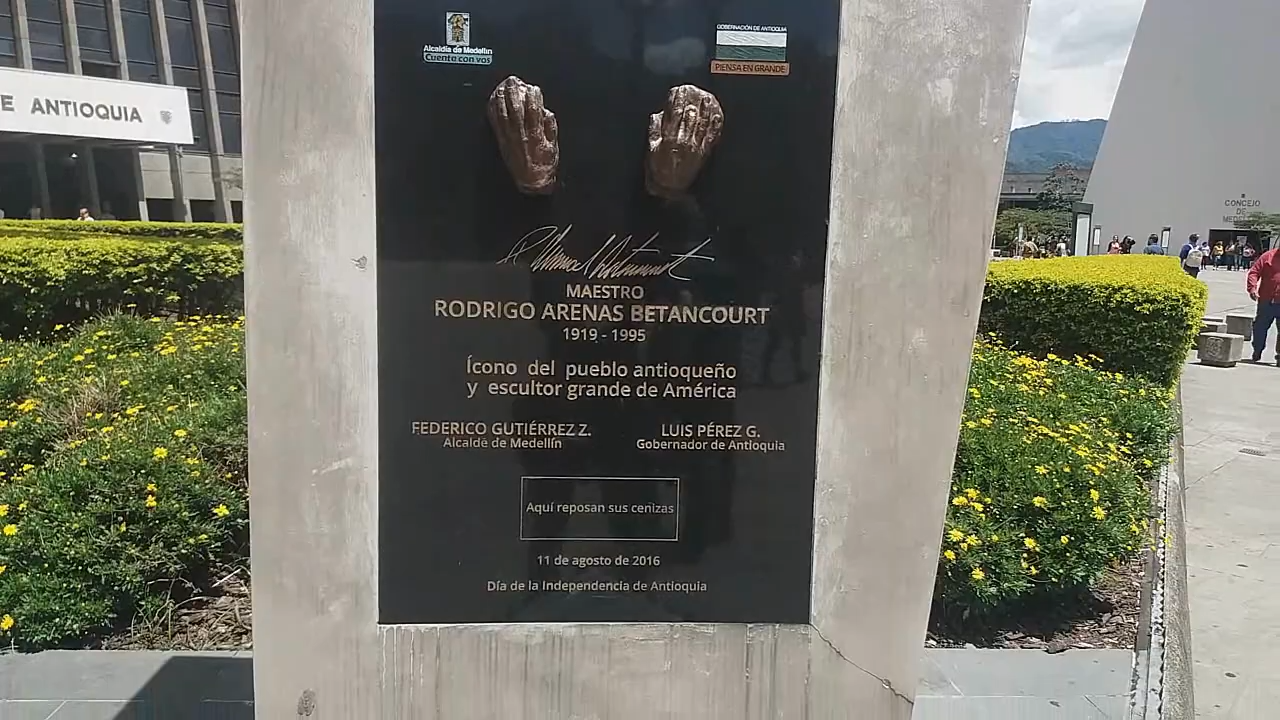 Alcaldía de Medellín
Cuenta con vos
GOBERNACIÓN DE ANTIOQUIA
PIENSA EN GRANDE
E ANTIOQUIA
CONCEJO
DE
MAESTRO
RODRIGO ARENAS BETANCOURT
1919 - 1995
Ícono del pueblo antioqueño
y escultor grande de América
FEDERICO GUTIÉRREZ Z.
Alcalde de Medellín
LUIS PÉREZ G.
Gobernador de Antioquia
Aquí reposan sus cenizas
11 de agosto de 2016
Día de la Independencia de Antioquia